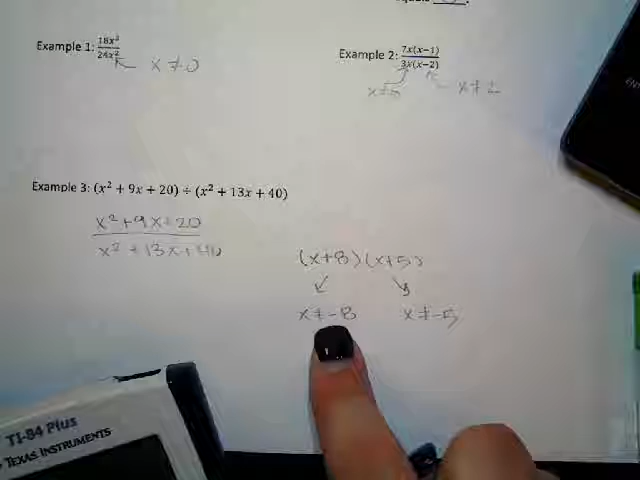 Example 1: 18x³/24x²
x ≠ 0
Example 2: 7x(x−1)/3x(x−2)
x ≠ 2
Example 3: (x² + 9x + 20) ÷ (x² + 13x + 40)
x²+9x+20
x²+13x+40
(x+8)(x+5)
x ≠ -8 x ≠ -5
TI-84 Plus
TEXAS INSTRUMENTS